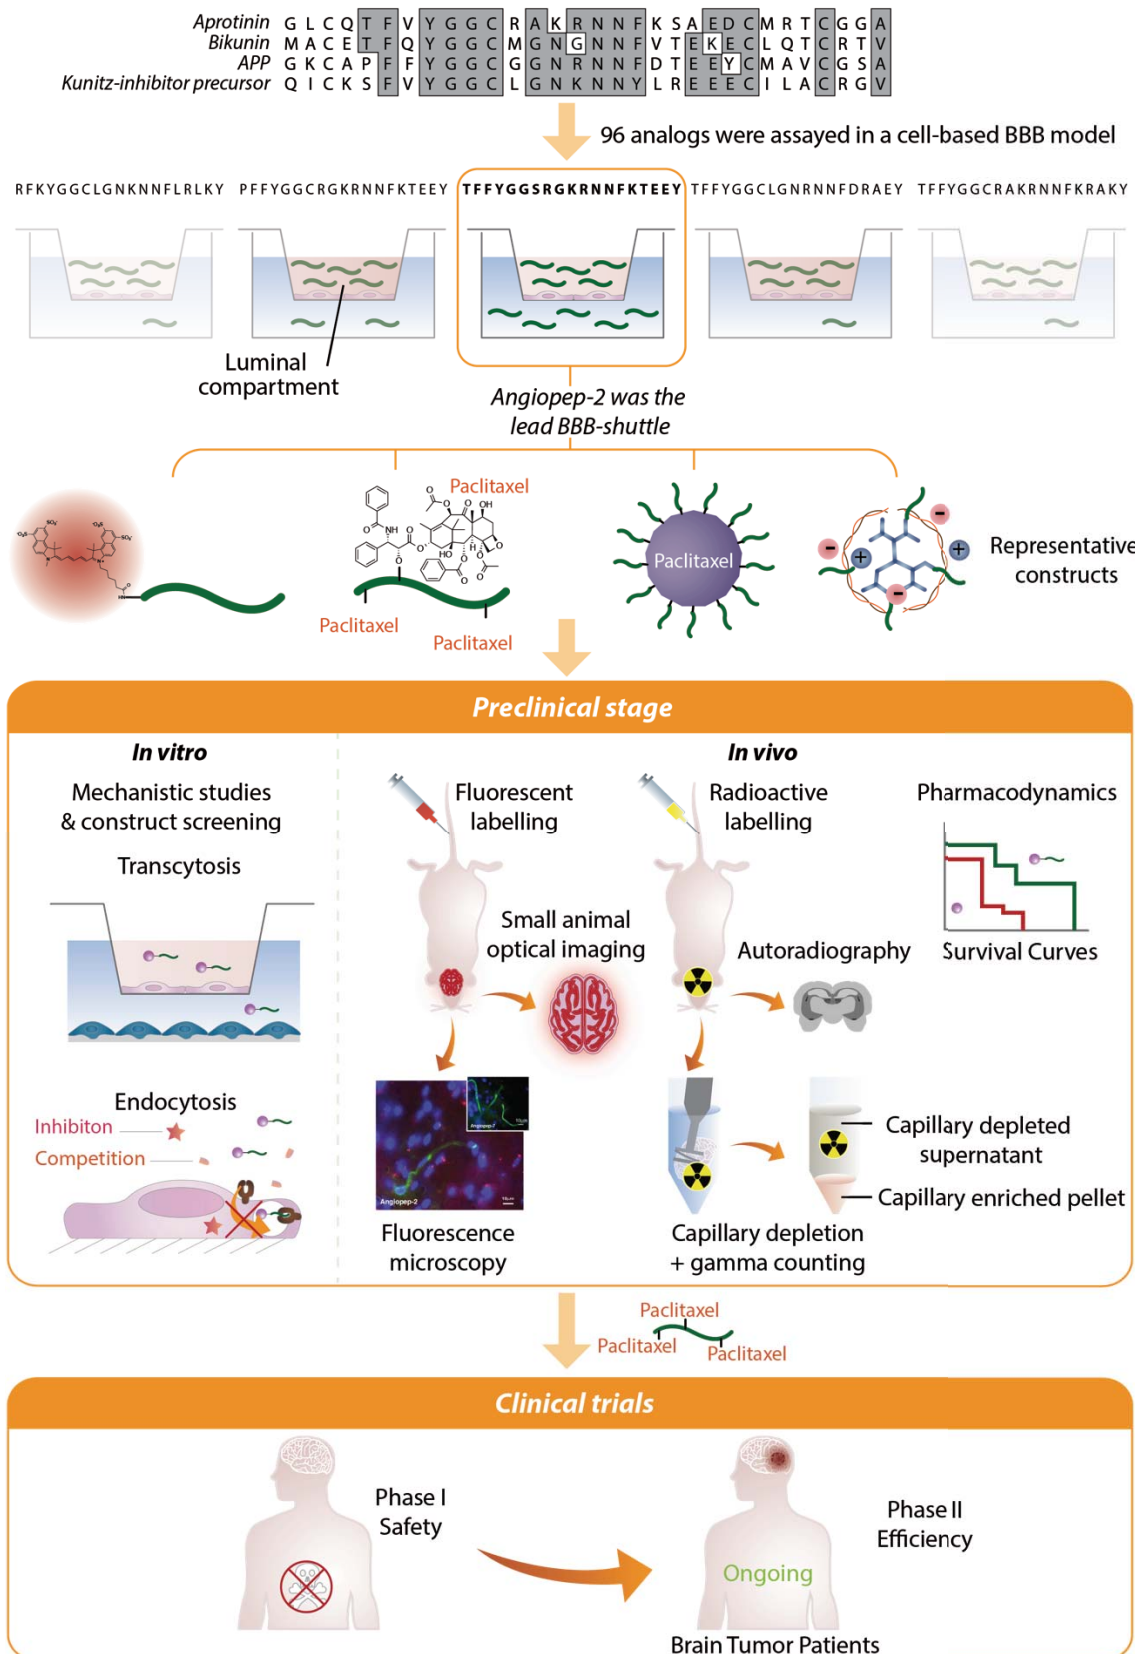 Aprotinin G L C Q T F V Y G G C R A K R N N F K S A E D C M R T C G G A
Bikunin M A C E T F Q Y G G C M G N G N N F V T E K E C L Q T C R T V
APP G K C A P F F Y G G C G G N R N N F D T E E Y C M A V C G S A
Kunitz-inhibitor precursor Q I C K S F V Y G G C L G N K N N Y L R E E E C I L A C R G V
96 analogs were assayed in a cell-based BBB model
RFKYGGCLGNKNNFLRLKY PFFYGGCRGKRNNFKTEEY TFFYGGSRGKRNNFKTEEY TFFYGGCLGNRNNFDRAEY TFFYGGCRAKRNNFKRAKY
Luminal
compartment
Angiopep-2 was the
lead BBB-shuttle
Paclitaxel
Paclitaxel
Paclitaxel
Paclitaxel
Representative
constructs
Preclinical stage
In vitro
Mechanistic studies
& construct screening
Transcytosis
Endocytosis
Inhibiton
Competition
In vivo
Fluorescent
labelling
Radioactive
labelling
Pharmacodynamics
Small animal
optical imaging
Autoradiography
Survival Curves
Angiopep-2
Fluorescence
microscopy
Capillary depletion
+ gamma counting
Capillary depleted
supernatant
Capillary enriched pellet
Paclitaxel
Paclitaxel
Paclitaxel
Clinical trials
Phase I
Safety
Phase II
Efficiency
Ongoing
Brain Tumor Patients